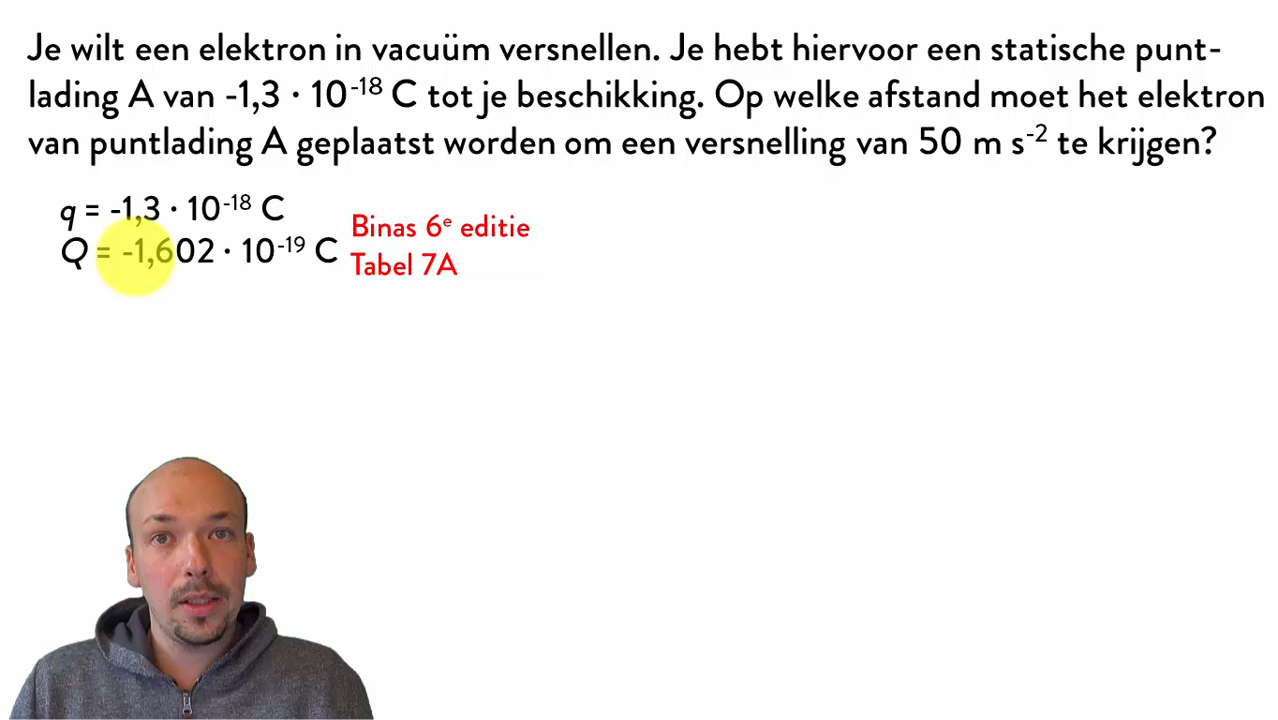 Je wilt een elektron in vacuüm versnellen. Je hebt hiervoor een statische punt-
lading A van -1,3 · 10⁻¹⁸ C tot je beschikking. Op welke afstand moet het elektron
van puntlading A geplaatst worden om een versnelling van 50 m s⁻² te krijgen?
q = -1,3 · 10⁻¹⁸ C
Q = -1,602 · 10⁻¹⁹ C
Binas 6ᵉ editie
Tabel 7A